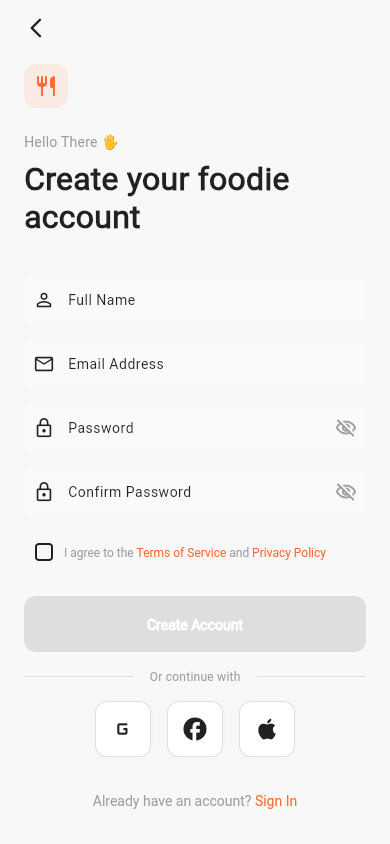 Hello There 🖐
Create your foodie
account
Full Name
Email Address
Password
Confirm Password
I agree to the Terms of Service and Privacy Policy
Create Account
Or continue with
G
Already have an account? Sign In